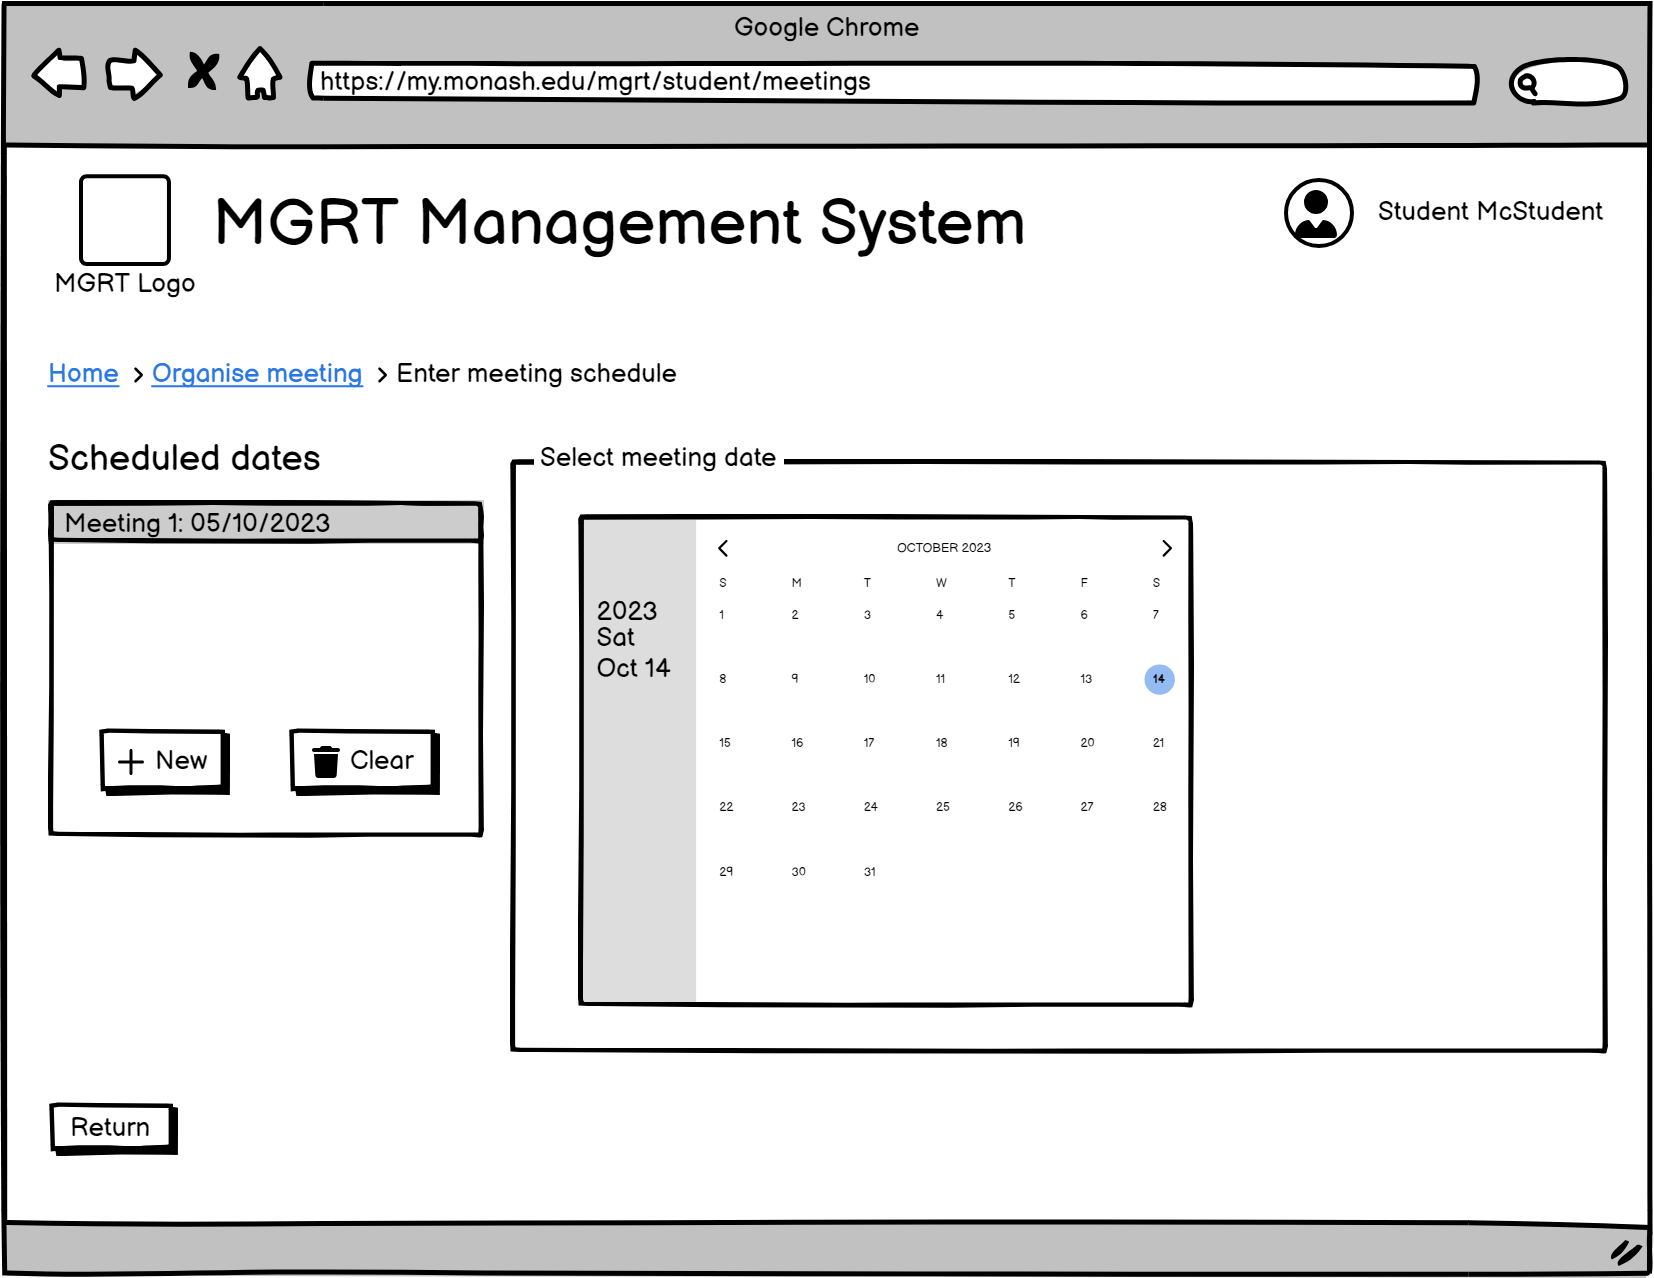 Google Chrome
https://my.monash.edu/mgrt/student/meetings
MGRT Management System
Student McStudent
MGRT Logo
Home > Organise meeting > Enter meeting schedule
Scheduled dates
Meeting 1: 05/10/2023
New
Clear
Select meeting date
2023
Sat
Oct 14
OCTOBER 2023
S M T W T F S
1 2 3 4 5 6 7
8 9 10 11 12 13 14
15 16 17 18 19 20 21
22 23 24 25 26 27 28
29 30 31
Return